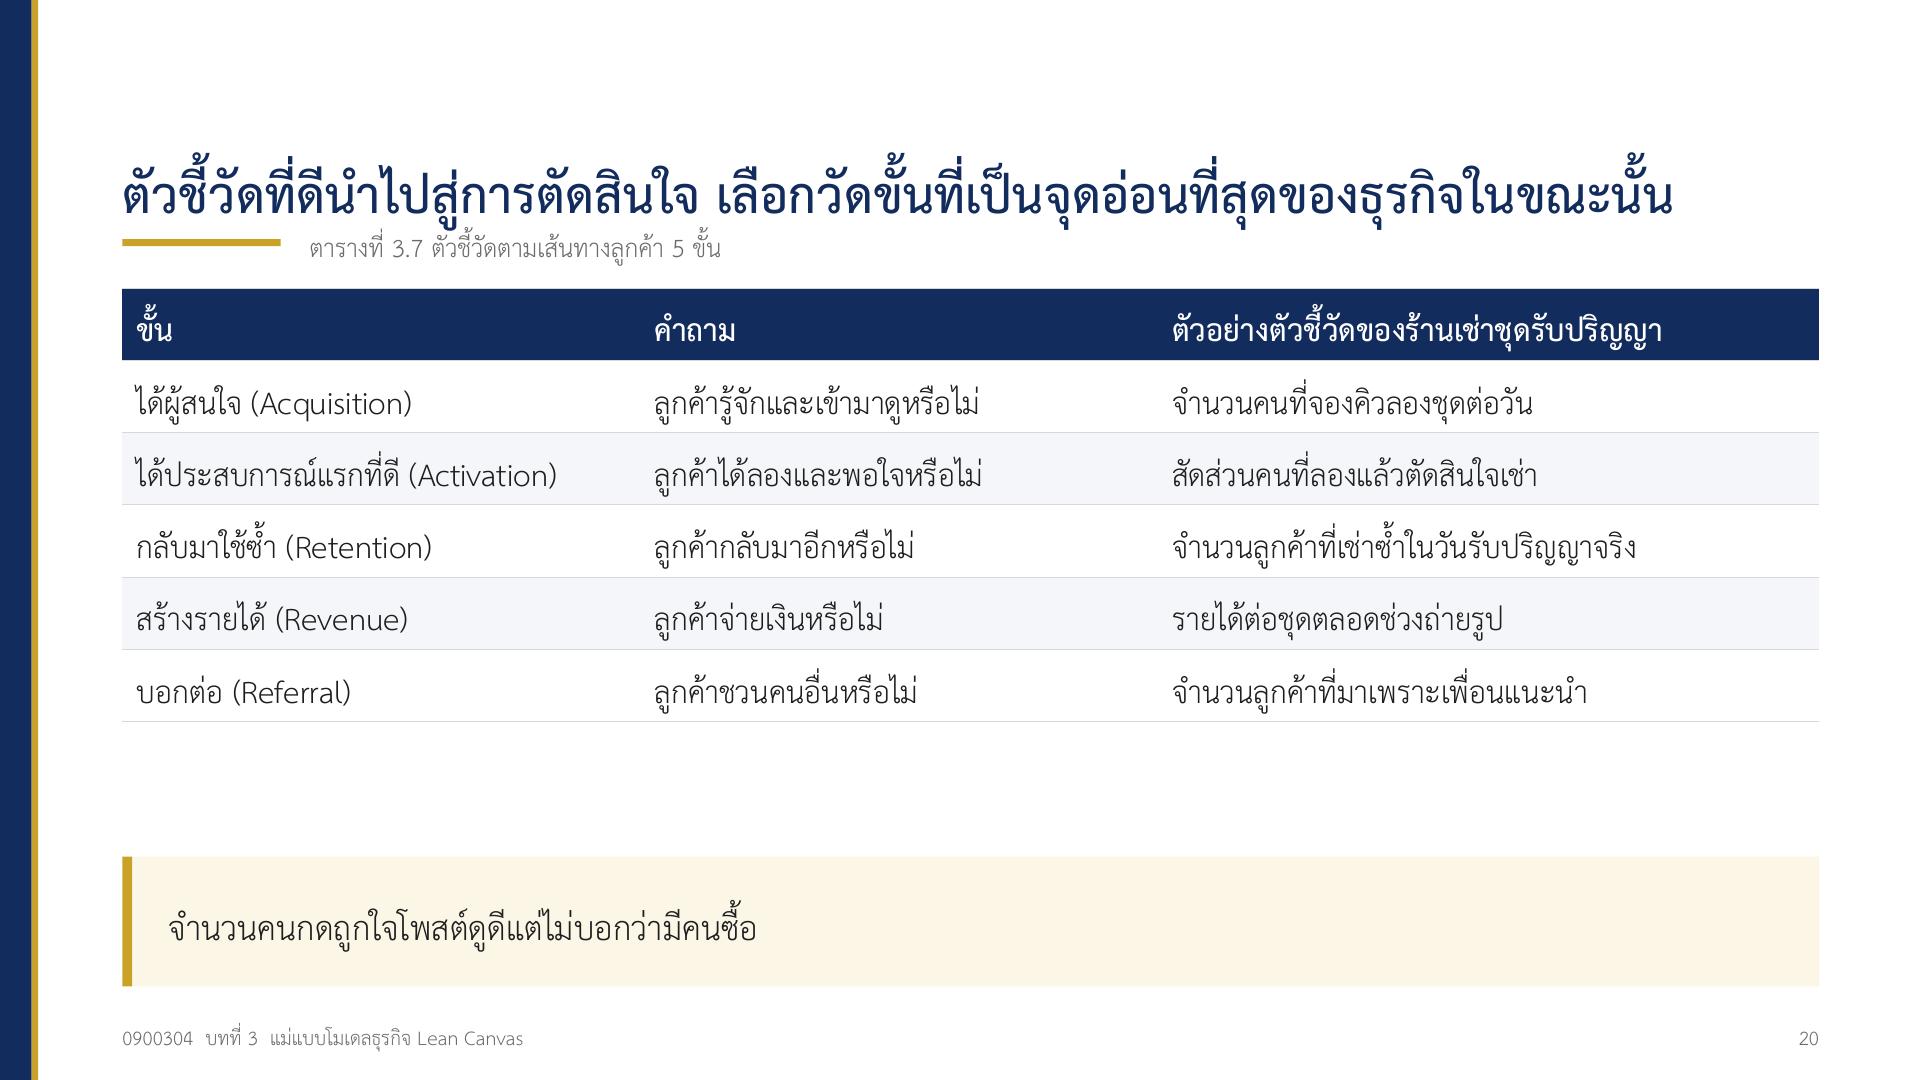 ตัวชี้วัดที่ดีนำไปสู่การตัดสินใจ เลือกวัดขั้นที่เป็นจุดอ่อนที่สุดของธุรกิจในขณะนั้น
ตารางที่ 3.7 ตัวชี้วัดตามเส้นทางลูกค้า 5 ขั้น
ขั้น คำถาม ตัวอย่างตัวชี้วัดของร้านเช่าชุดรับปริญญา
ได้ผู้สนใจ (Acquisition) ลูกค้ารู้จักและเข้ามาดูหรือไม่ จำนวนคนที่จองคิวลองชุดต่อวัน
ได้ประสบการณ์แรกที่ดี (Activation) ลูกค้าได้ลองและพอใจหรือไม่ สัดส่วนคนที่ลองแล้วตัดสินใจเช่า
กลับมาใช้ซ้ำ (Retention) ลูกค้ากลับมาอีกหรือไม่ จำนวนลูกค้าที่เช่าซ้ำในวันรับปริญญาจริง
สร้างรายได้ (Revenue) ลูกค้าจ่ายเงินหรือไม่ รายได้ต่อชุดตลอดช่วงถ่ายรูป
บอกต่อ (Referral) ลูกค้าชวนคนอื่นหรือไม่ จำนวนลูกค้าที่มาเพราะเพื่อนแนะนำ
จำนวนคนกดถูกใจโพสต์ดูดีแต่ไม่บอกว่ามีคนซื้อ
0900304 บทที่ 3 แม่แบบโมเดลธุรกิจ Lean Canvas 20